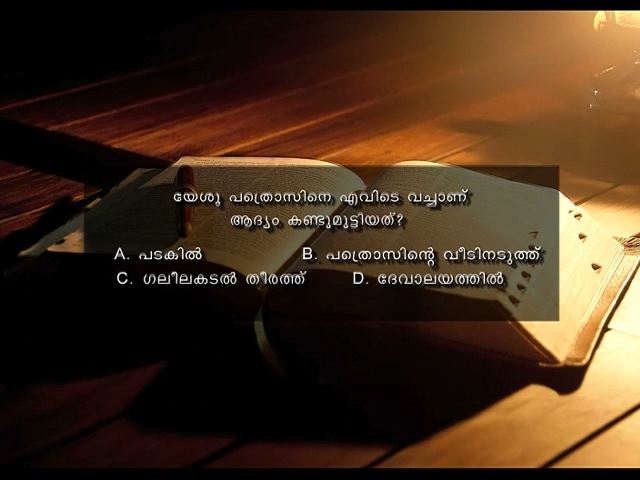 യേശു പത്രൊസിനെ എവിടെ വച്ചാണ്
ആദ്യം കണ്ടുമുട്ടിയത്?
A. പടകിൽ B. പത്രൊസിന്റെ വീടിനടുത്ത്
C. ഗലീലകടൽ തീരത്ത് D. ദേവാലയത്തിൽ